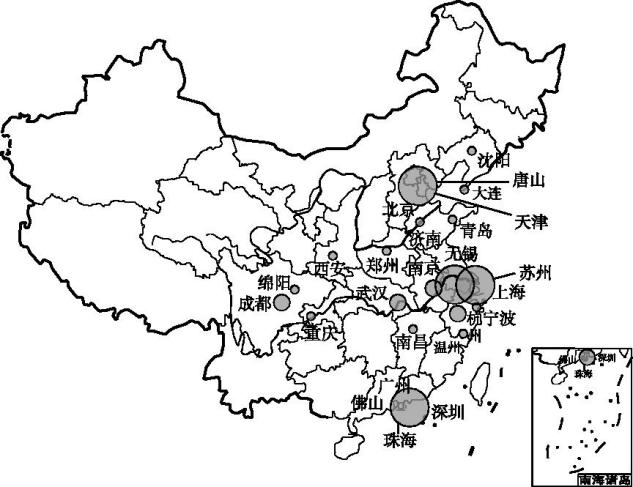 沈阳
唐山
大连
北京
天津
济南
青岛
郑州
西安
南京
无锡
苏州
上海
绵阳
成都
武汉
重庆
南昌
杭
宁波
州
温州
广州
佛山
深圳
珠海
佛山
深圳
珠海
南海诸岛